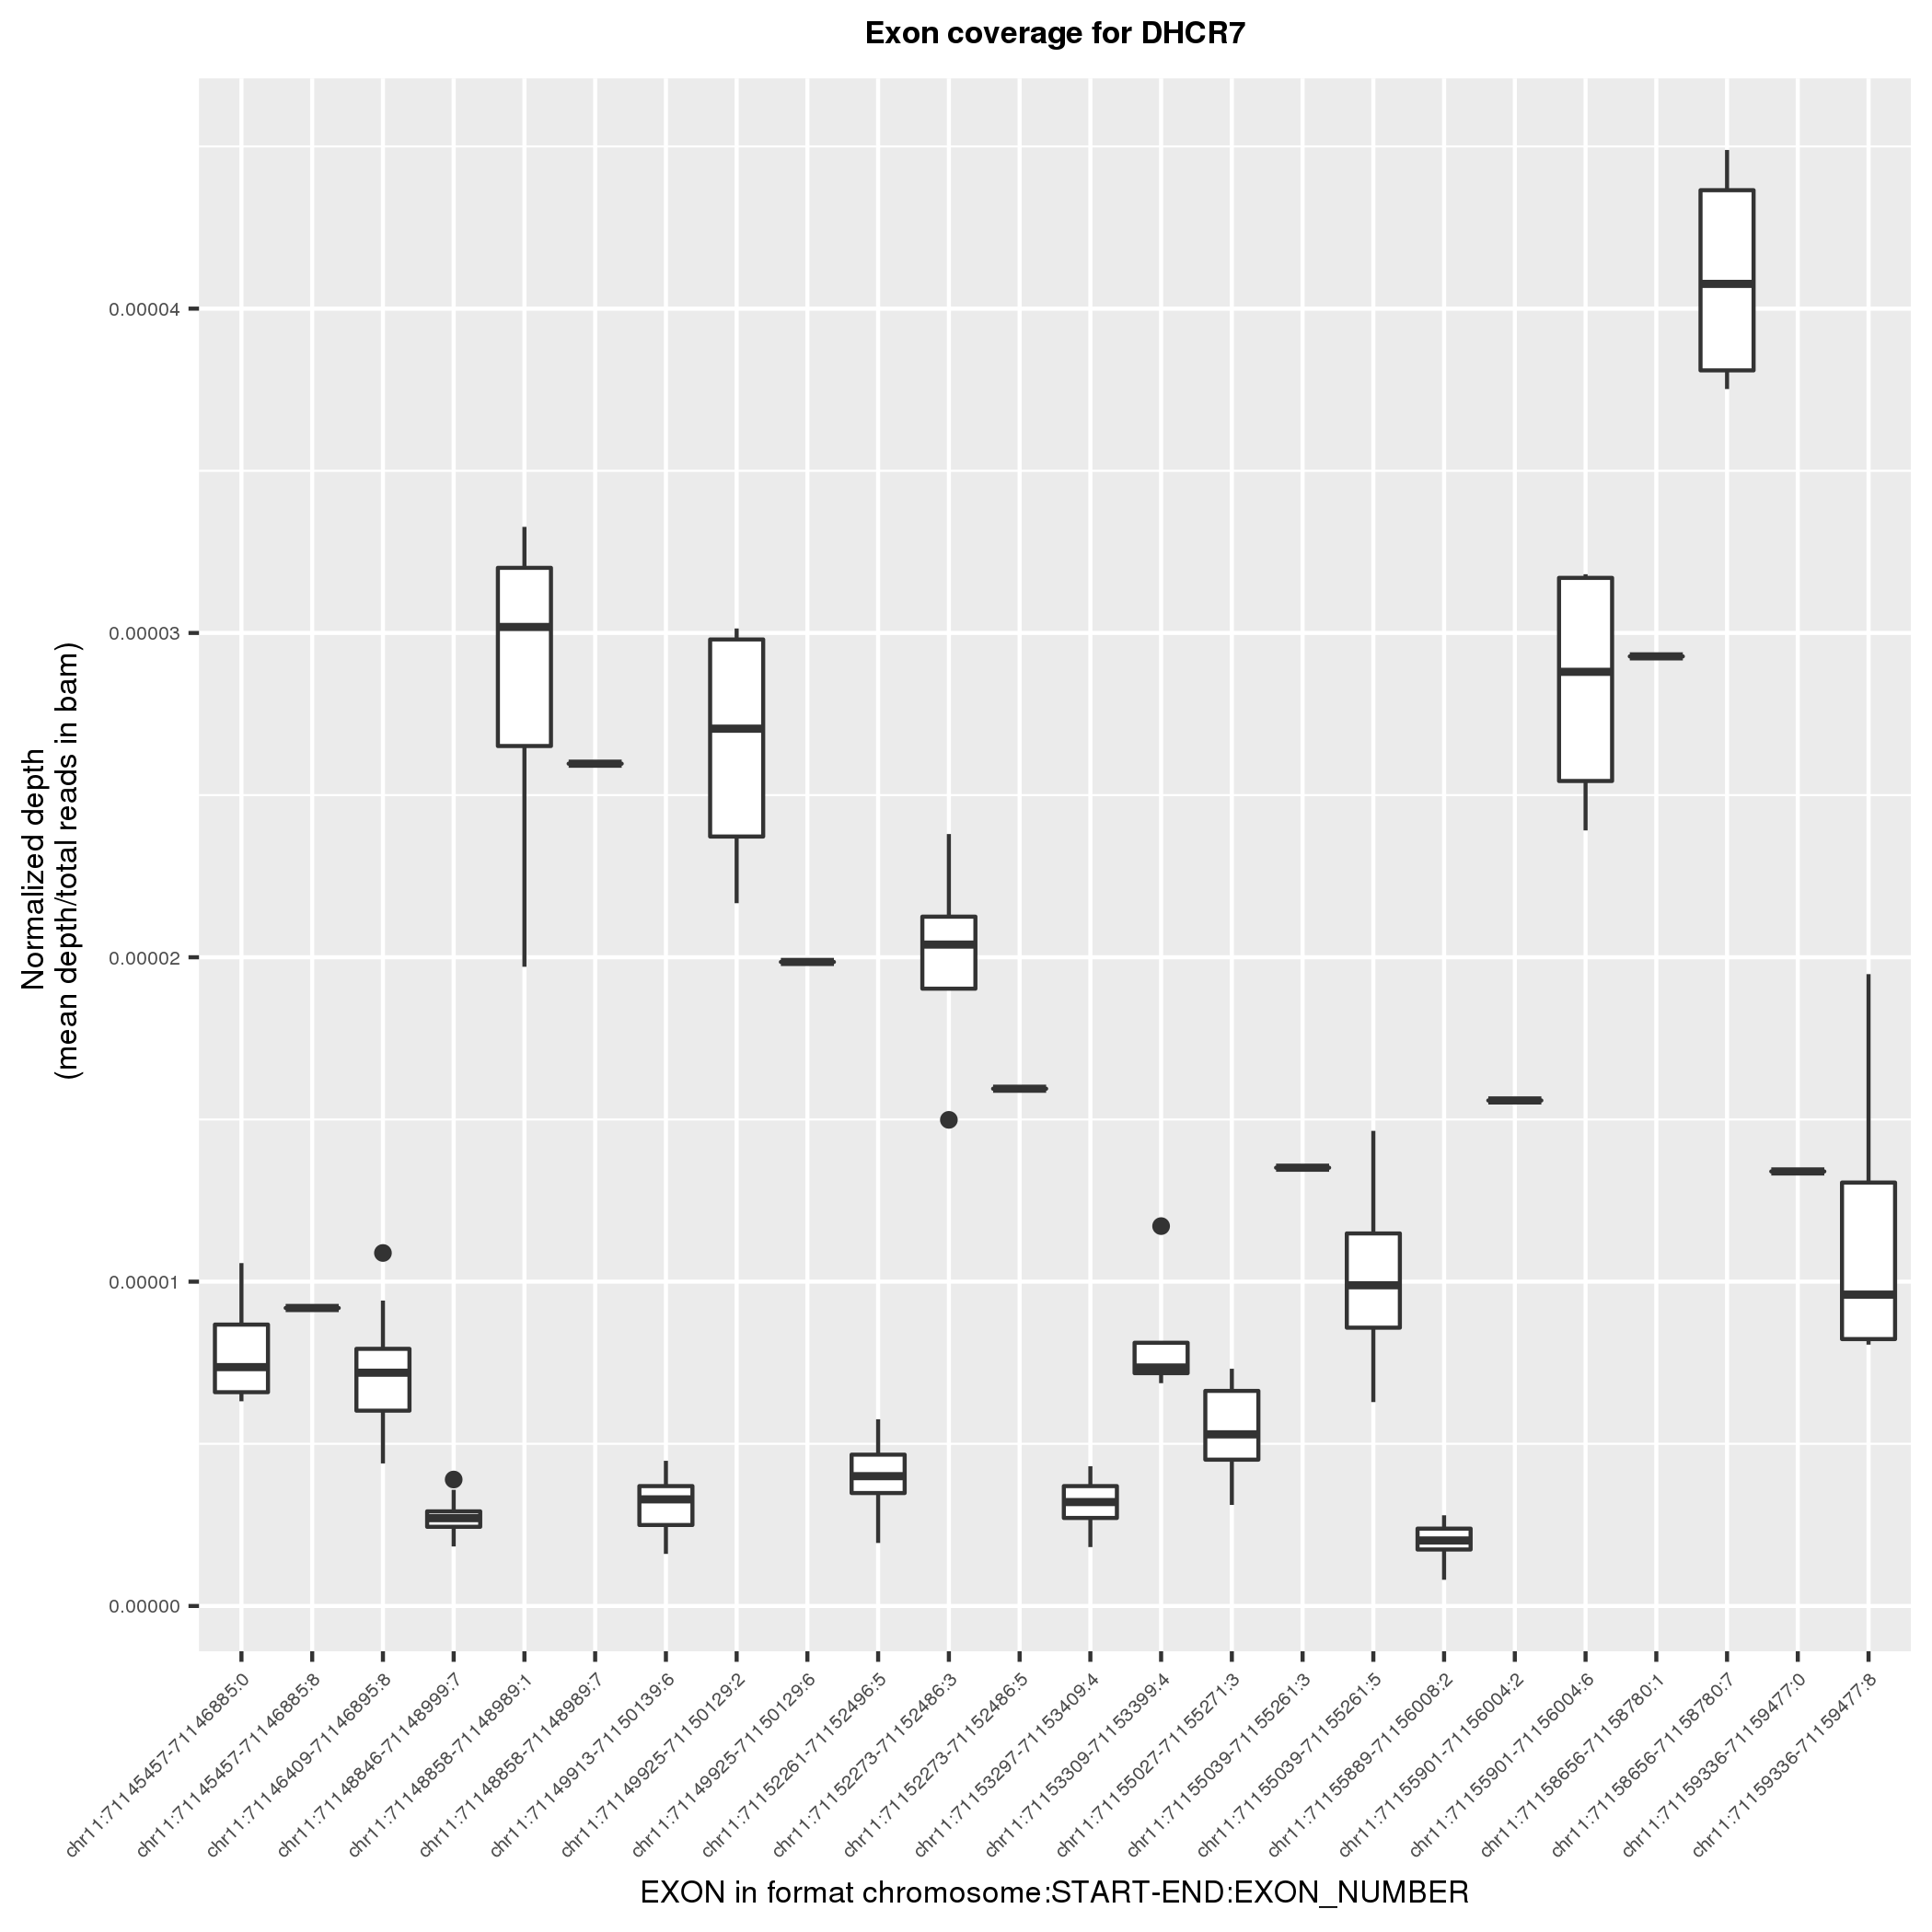 Exon coverage for DHCR7
Normalized depth
(mean depth/total reads in bam)
0.00004
0.00003
0.00002
0.00001
0.00000
chr11:71145457-71146885:0
chr11:71145457-71146885:8
chr11:71146409-71146895:8
chr11:71148846-71148999:7
chr11:71148858-71148989:1
chr11:71148858-71148989:7
chr11:71149913-71150139:6
chr11:71149925-71150129:2
chr11:71149925-71150129:6
chr11:71152261-71152496:5
chr11:71152273-71152486:3
chr11:71152273-71152486:5
chr11:71153297-71153409:4
chr11:71153309-71153399:4
chr11:71155027-71155271:3
chr11:71155039-71155261:3
chr11:71155039-71155261:5
chr11:71155889-71156008:2
chr11:71155901-71156004:2
chr11:71155901-71156004:6
chr11:71158656-71158780:1
chr11:71158656-71158780:7
chr11:71159336-71159477:0
chr11:71159336-71159477:8
EXON in format chromosome:START-END:EXON_NUMBER